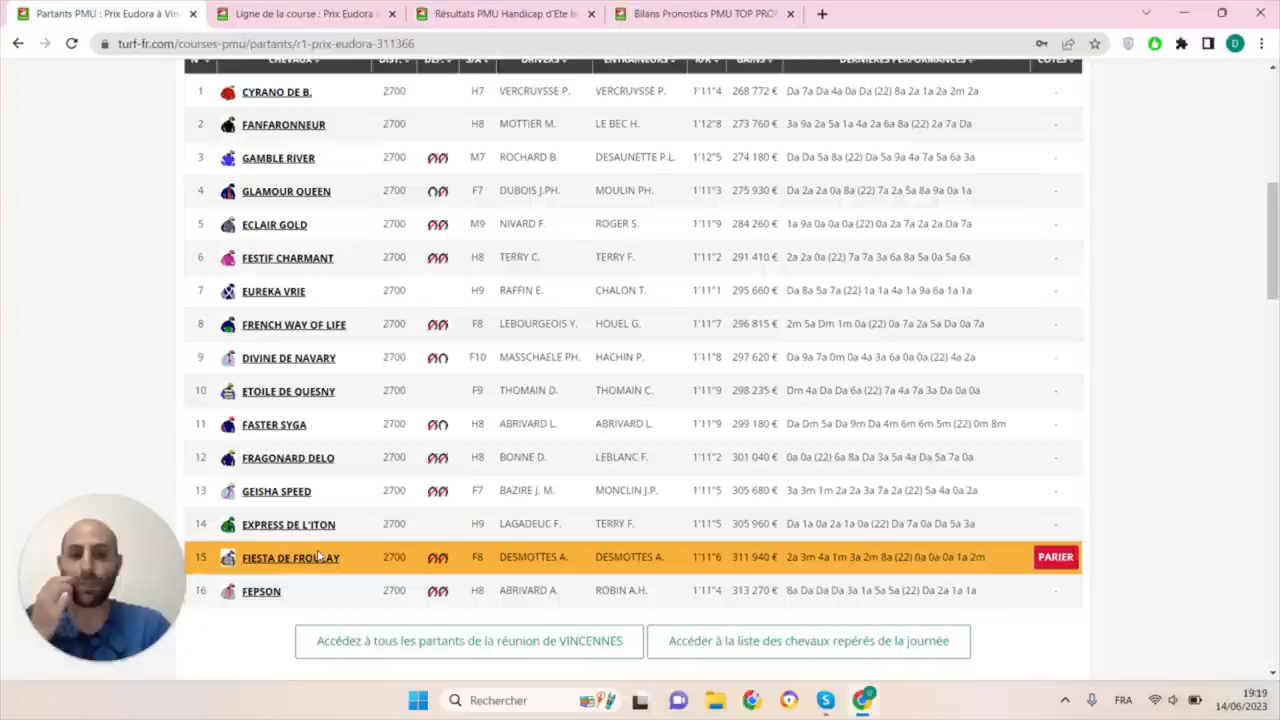 Partants PMU : Prix Eudora à Vin
Ligne de la course : Prix Eudora
Résultats PMU Handicap d'Ete
Bilans Pronostics PMU TOP PRO
turf-fr.com/courses-pmu/partants/r1-prix-eudora-311366
N° CHEVAUX DIST. DEF. S/A DRIVERS ENTRAINEURS R/K GAINS DERNIÈRES PERFORMANCES COTES
1 CYRANO DE B. 2700 H7 VERCRUYSSE P. VERCRUYSSE P. 1'11"4 268 772 € Da 7a Da 4a 0a Da (22) 8a 2a 1a 2a 2m 2a -
2 FANFARONNEUR 2700 H8 MOTTIER M. LE BEC H. 1'12"8 273 760 € 3a 9a 2a 5a 1a 4a 2a 6a 8a (22) 2a 7a Da -
3 GAMBLE RIVER 2700 M7 ROCHARD B. DESAUNETTE P.L. 1'12"5 274 180 € Da Da 5a 8a (22) Da 5a 9a 4a 7a 5a 6a 3a -
4 GLAMOUR QUEEN 2700 F7 DUBOIS J.PH. MOULIN PH. 1'11"3 275 930 € Da 2a 2a 0a 8a (22) 7a 2a 5a 8a 9a 0a 1a -
5 ECLAIR GOLD 2700 M9 NIVARD F. ROGER S. 1'11"9 284 260 € 1a 9a 0a 0a 0a (22) 0a 2a 7a 2a 2a Da 7a -
6 FESTIF CHARMANT 2700 H8 TERRY C. TERRY F. 1'11"2 291 410 € 2a 2a 0a (22) 7a 7a 3a 6a 8a 5a 0a 5a 6a -
7 EUREKA VRIE 2700 H9 RAFFIN E. CHALON T. 1'11"1 295 660 € Da 8a 5a 7a (22) 1a 1a 4a 1a 9a 6a 1a 1a -
8 FRENCH WAY OF LIFE 2700 F8 LEBOURGEOIS Y. HOUEL G. 1'11"7 296 815 € 2m 5a Dm 1m 0a (22) 0a 7a 2a 5a Da 0a 7a -
9 DIVINE DE NAVARY 2700 F10 MASSCHAELE PH. HACHIN P. 1'11"8 297 620 € Da 9a 7a 0m 0a 4a 3a 6a 0a 0a (22) 4a 2a -
10 ETOILE DE QUESNY 2700 F9 THOMAIN D. THOMAIN C. 1'11"9 298 235 € Dm 4a Da Da 6a (22) 7a 4a 7a 3a Da 0a 0a -
11 FASTER SYGA 2700 H8 ABRIVARD L. ABRIVARD L. 1'11"9 299 180 € Da Dm 5a Da 9m Da 4m 6m 6m 5m (22) 0m 8m -
12 FRAGONARD DELO 2700 H8 BONNE D. LEBLANC F. 1'11"2 301 040 € 0a 0a (22) 6a 8a Da 3a 5a 4a Da 5a 7a 0a -
13 GEISHA SPEED 2700 F7 BAZIRE J. M. MONCLIN J.P. 1'11"5 305 680 € 3a 3m 1m 2a 2a 3a 7a 2a (22) 5a 4a 0a 2a -
14 EXPRESS DE L'ITON 2700 H9 LAGADEUC F. TERRY F. 1'11"5 305 960 € Da 1a 0a 2a 1a 0a (22) Da 7a 0a Da 5a 3a -
15 FIESTA DE FROULAY 2700 F8 DESMOTTES A. DESMOTTES A. 1'11"6 311 940 € 2a 3m 4a 1m 3a 2m 8a (22) 0a 0a 0a 1a 2m PARIER
16 FEPSON 2700 H8 ABRIVARD A. ROBIN A.H. 1'11"4 313 270 € 8a Da Da Da 3a 1a 5a 5a (22) Da 2a 1a 1a -
Accédez à tous les partants de la réunion de VINCENNES
Accéder à la liste des chevaux repérés de la journée
Rechercher
FRA
19:19
14/06/2023